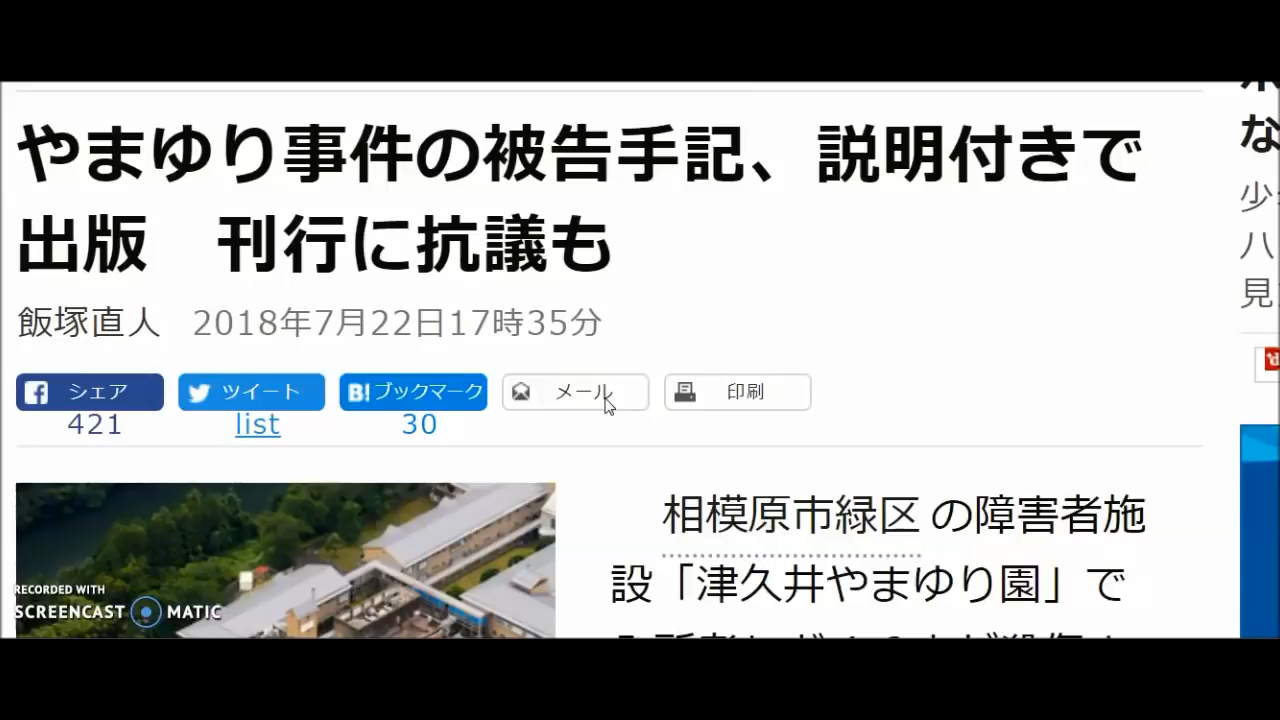 やまゆり事件の被告手記、説明付きで
出版　刊行に抗議も
飯塚直人　2018年7月22日17時35分
シェア ツイート B!ブックマーク メール 印刷
421 list 30
相模原市緑区の障害者施
設「津久井やまゆり園」で
RECORDED WITH
SCREENCAST MATIC
な
少
八
見